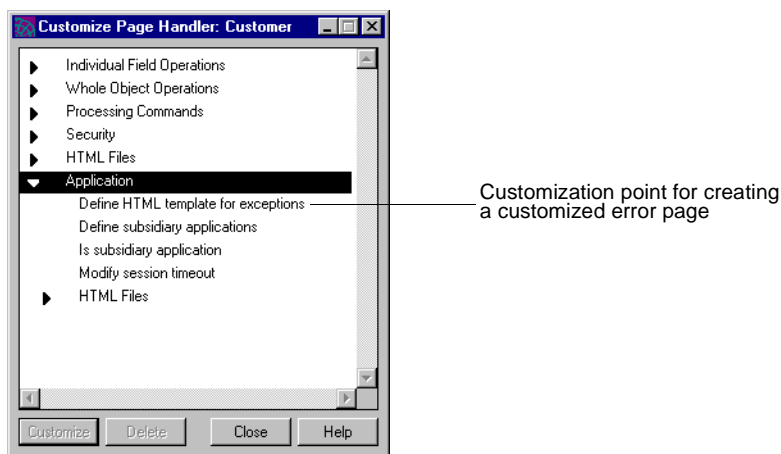 Customize Page Handler: Customer
Individual Field Operations
Whole Object Operations
Processing Commands
Security
HTML Files
Application
Define HTML template for exceptions
Define subsidiary applications
Is subsidiary application
Modify session timeout
HTML Files
Customize Delete Close Help
Customization point for creating
a customized error page